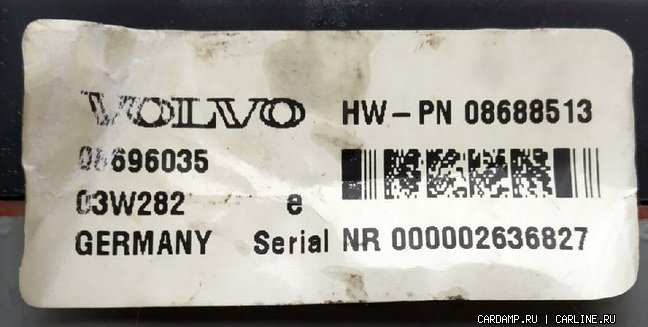 VOLVO
HW-PN 08688513
08696035
03W282 e
GERMANY Serial NR 000002636827
CARDAMP.RU | CARLINE.RU